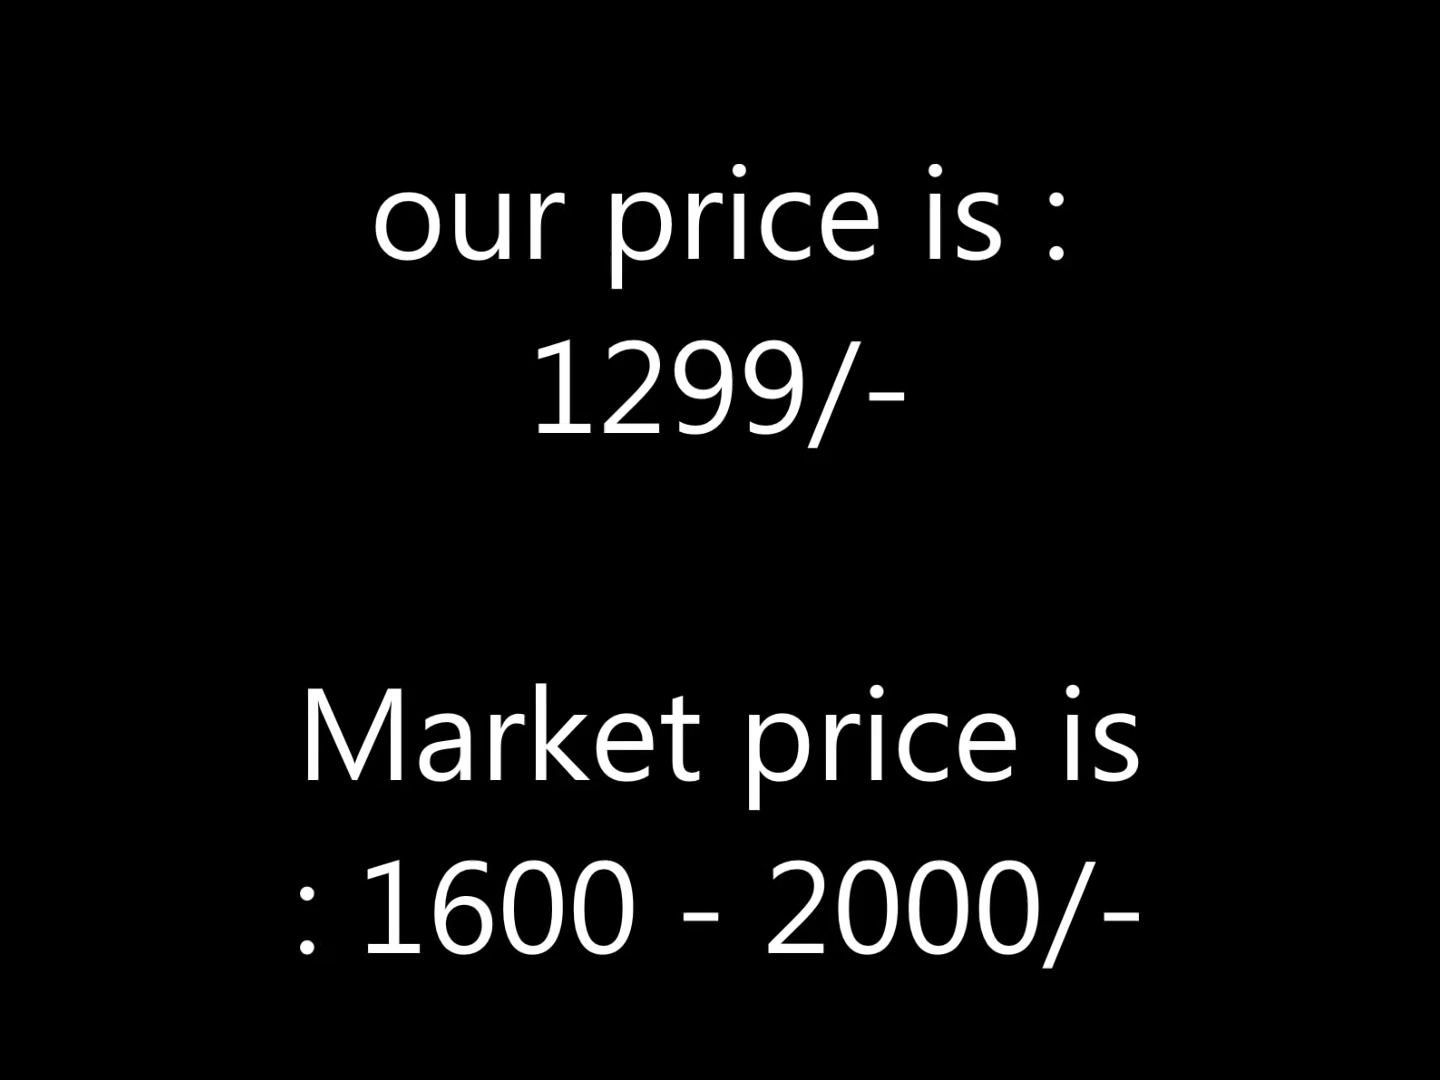 our price is :
1299/-
Market price is
: 1600 - 2000/-